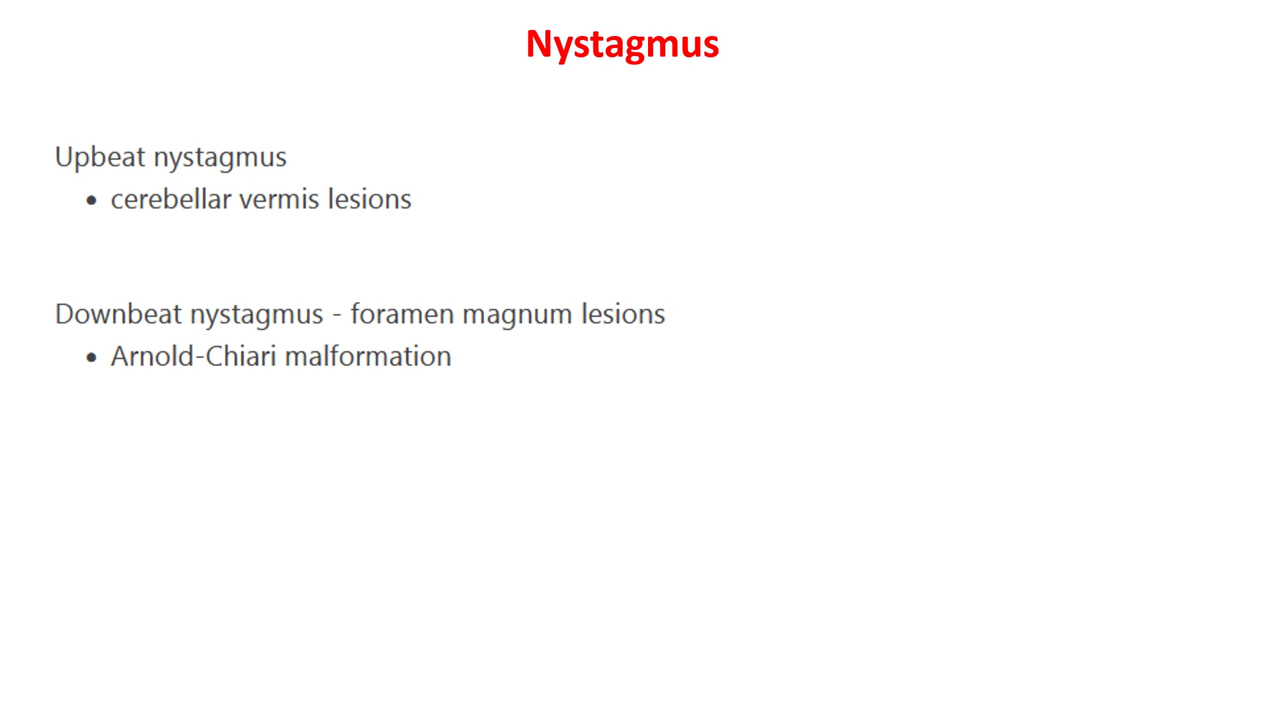 Nystagmus
Upbeat nystagmus
• cerebellar vermis lesions
Downbeat nystagmus - foramen magnum lesions
• Arnold-Chiari malformation